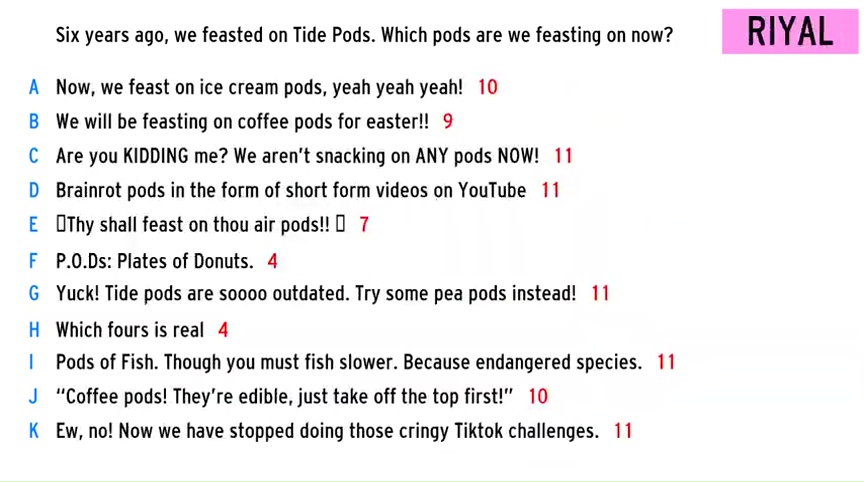 Six years ago, we feasted on Tide Pods. Which pods are we feasting on now?
RIYAL
A Now, we feast on ice cream pods, yeah yeah yeah! 10
B We will be feasting on coffee pods for easter!! 9
C Are you KIDDING me? We aren't snacking on ANY pods NOW! 11
D Brainrot pods in the form of short form videos on YouTube 11
E ▯Thy shall feast on thou air pods!! ▯ 7
F P.O.Ds: Plates of Donuts. 4
G Yuck! Tide pods are soooo outdated. Try some pea pods instead! 11
H Which fours is real 4
I Pods of Fish. Though you must fish slower. Because endangered species. 11
J “Coffee pods! They're edible, just take off the top first!” 10
K Ew, no! Now we have stopped doing those cringy Tiktok challenges. 11